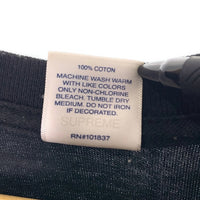 100% COTTON
MACHINE WASH WARM
WITH LIKE COLORS
ONLY NON-CHLORINE
BLEACH. TUMBLE DRY
MEDIUM. DO NOT IRON
IF DECORATED.
SUPREME
RN#101837